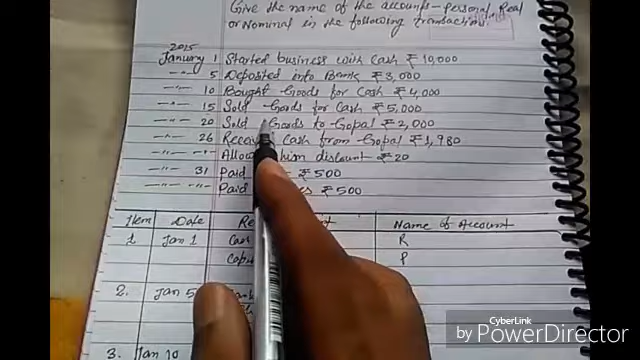 Give the name of the accounts - Personal, Real
or Nominal in the following transactions.
2015
January 1 Started business with Cash ₹ 10,000
-"- 5 Deposited into Bank ₹ 3,000
-"- 10 Bought Goods for Cash ₹ 4,000
-"- 15 Sold Goods for Cash ₹ 5,000
-"- 20 Sold Goods to Gopal ₹ 2,000
-"- 26 Cash from Gopal ₹ 1,980
him discount ₹ 20
31 Paid ₹ 500
Paid ₹ 500
Item Date Name of Account
1. Jan 1 Cash R
P
2. Jan 5
3. Jan 10
CyberLink
by PowerDirector